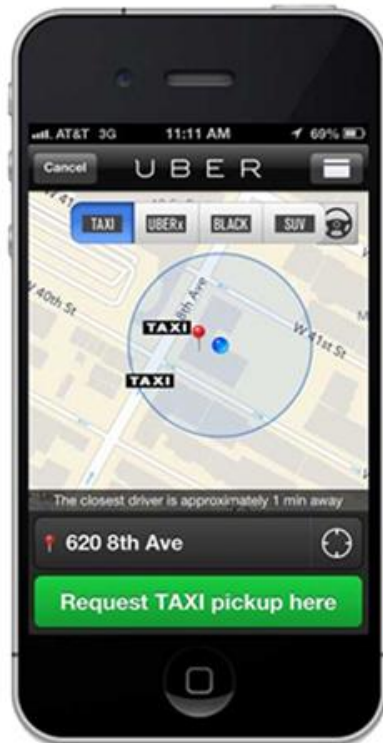 AT&T 3G 11:11 AM 69%
Cancel UBER
TAXI UBERx BLACK SUV
W 41
W 40th St
8th Ave
W 41st St
TAXI
TAXI
The closest driver is approximately 1 min away
620 8th Ave
Request TAXI pickup here